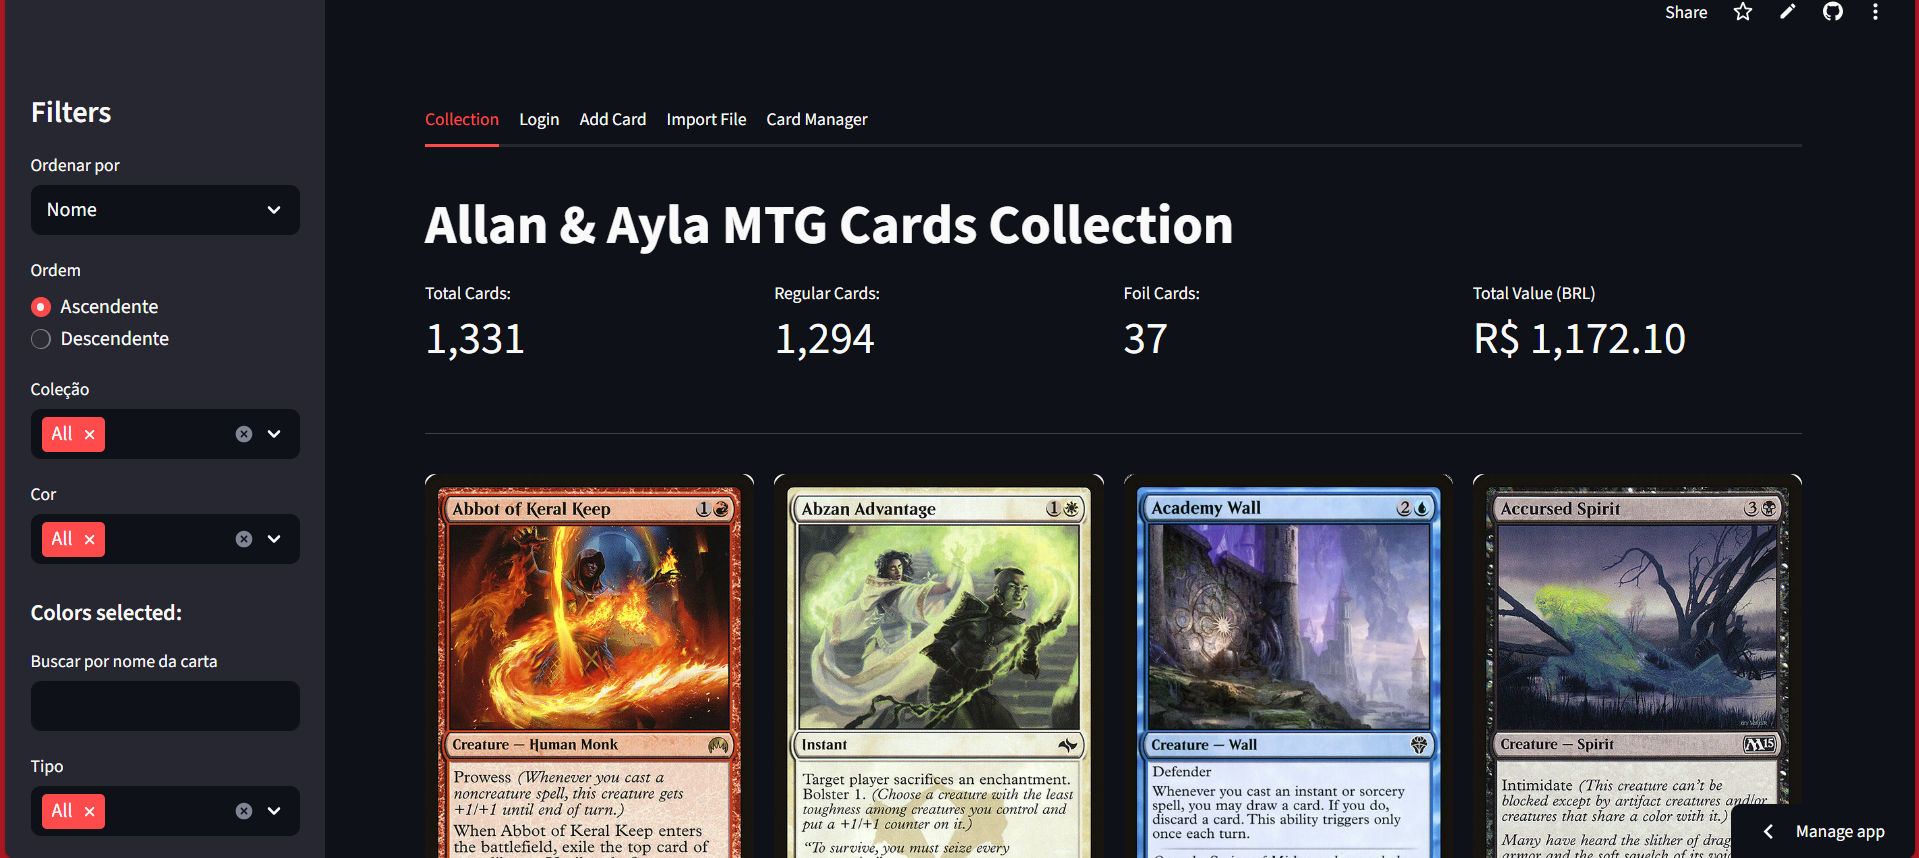 Share
Filters
Ordenar por
Nome
Ordem
Ascendente
Descendente
Coleção
All
Cor
All
Colors selected:
Buscar por nome da carta
Tipo
All
Collection
Login
Add Card
Import File
Card Manager
Allan & Ayla MTG Cards Collection
Total Cards:
1,331
Regular Cards:
1,294
Foil Cards:
37
Total Value (BRL)
R$ 1,172.10
Abbot of Keral Keep
1
Creature — Human Monk
Prowess (Whenever you cast a
noncreature spell, this creature gets
+1/+1 until end of turn.)
When Abbot of Keral Keep enters
the battlefield, exile the top card of
Abzan Advantage
1
Instant
Target player sacrifices an enchantment.
Bolster 1. (Choose a creature with the least
toughness among creatures you control and
put a +1/+1 counter on it.)
"To survive, you must seize every
Academy Wall
2
Creature — Wall
Defender
Whenever you cast an instant or sorcery
spell, you may draw a card. If you do,
discard a card. This ability triggers only
once each turn.
Accursed Spirit
3
Creature — Spirit
M15
Intimidate (This creature can't be
blocked except by artifact creatures and/or
creatures that share a color with it.)
Many have heard the slither of
armor and the soft squelch of its
Manage app